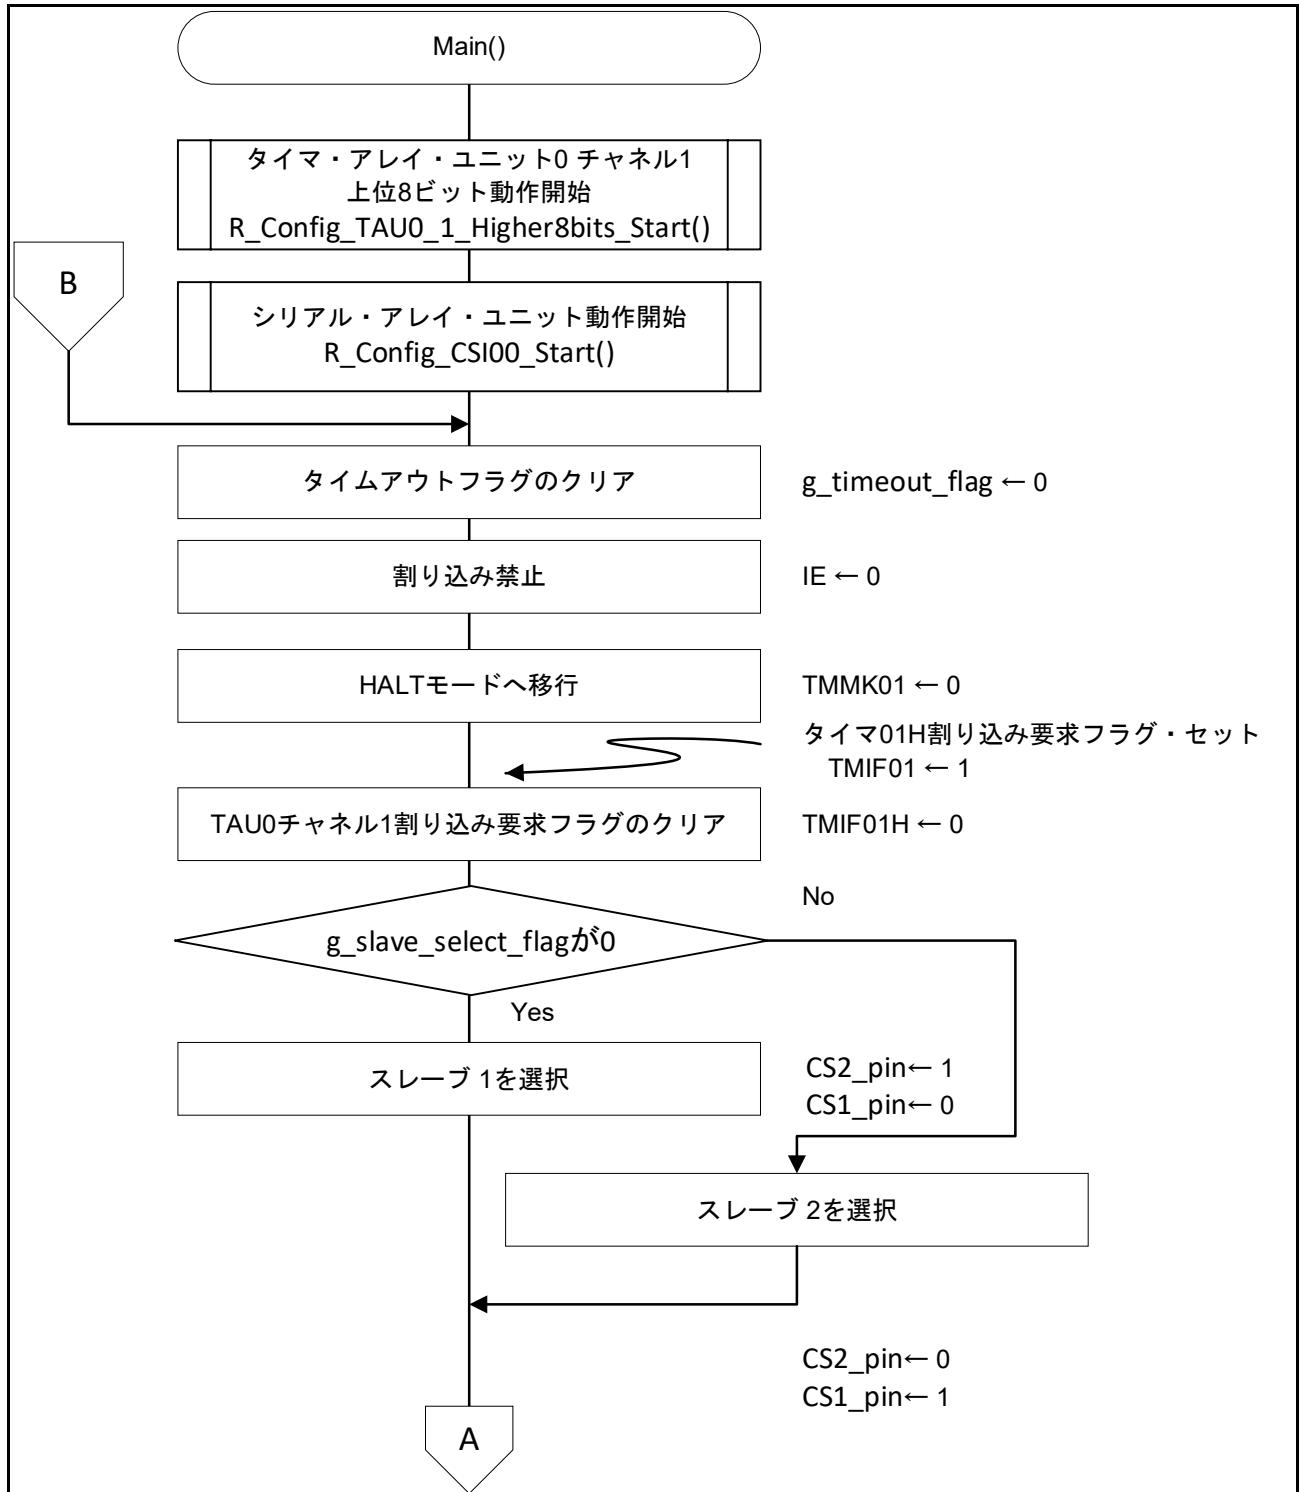 Main()
タイマ・アレイ・ユニット0 チャネル1
上位8ビット動作開始
R_Config_TAU0_1_Higher8bits_Start()
B
シリアル・アレイ・ユニット動作開始
R_Config_CSI00_Start()
タイムアウトフラグのクリア
g_timeout_flag ← 0
割り込み禁止
IE ← 0
HALTモードへ移行
TMMK01 ← 0
タイマ01H割り込み要求フラグ・セット
TMIF01 ← 1
TAU0チャネル1割り込み要求フラグのクリア
TMIF01H ← 0
No
g_slave_select_flagが0
Yes
スレーブ 1を選択
CS2_pin← 1
CS1_pin← 0
スレーブ 2を選択
CS2_pin← 0
CS1_pin← 1
A